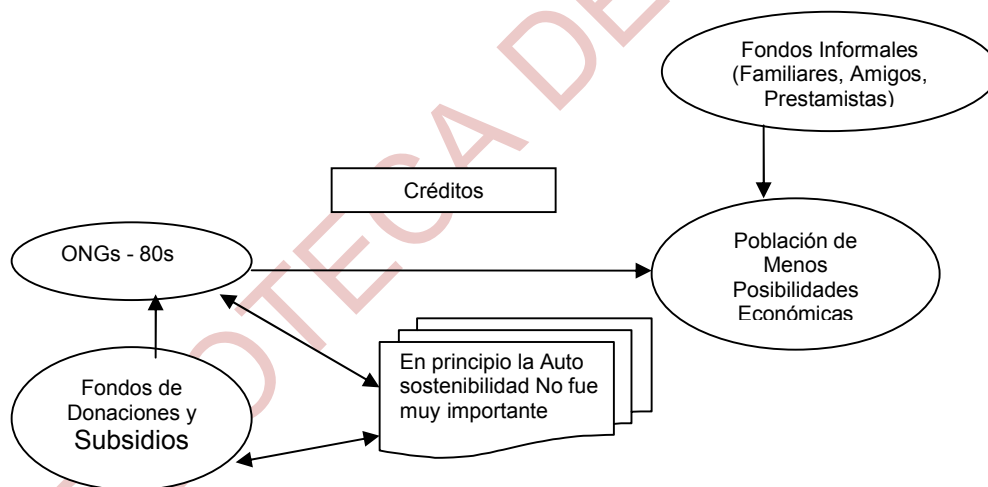 Fondos Informales
(Familiares, Amigos,
Prestamistas)
Créditos
ONGs - 80s
Población de
Menos
Posibilidades
Económicas
En principio la Auto
sostenibilidad No fue
muy importante
Fondos de
Donaciones y
Subsidios